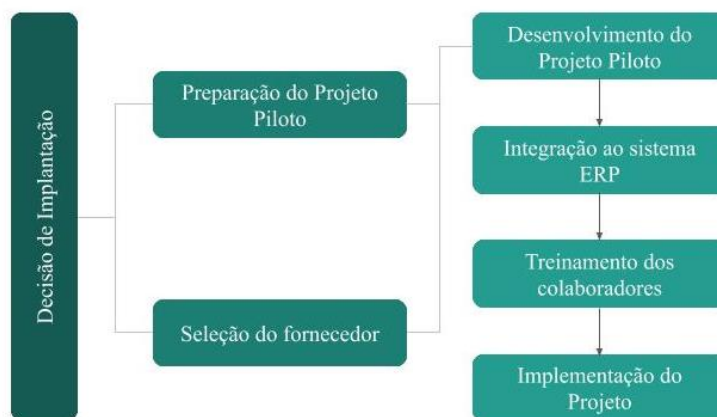 Decisão de Implantação
Preparação do Projeto
Piloto
Seleção do fornecedor
Desenvolvimento do
Projeto Piloto
Integração ao sistema
ERP
Treinamento dos
colaboradores
Implementação do
Projeto